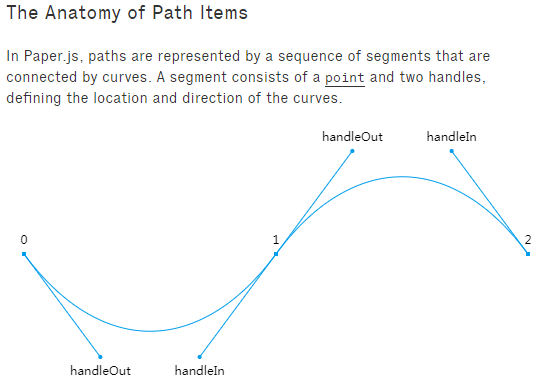 The Anatomy of Path Items
In Paper.js, paths are represented by a sequence of segments that are
connected by curves. A segment consists of a point and two handles,
defining the location and direction of the curves.
handleOut handleIn
0 1 2
handleOut handleIn